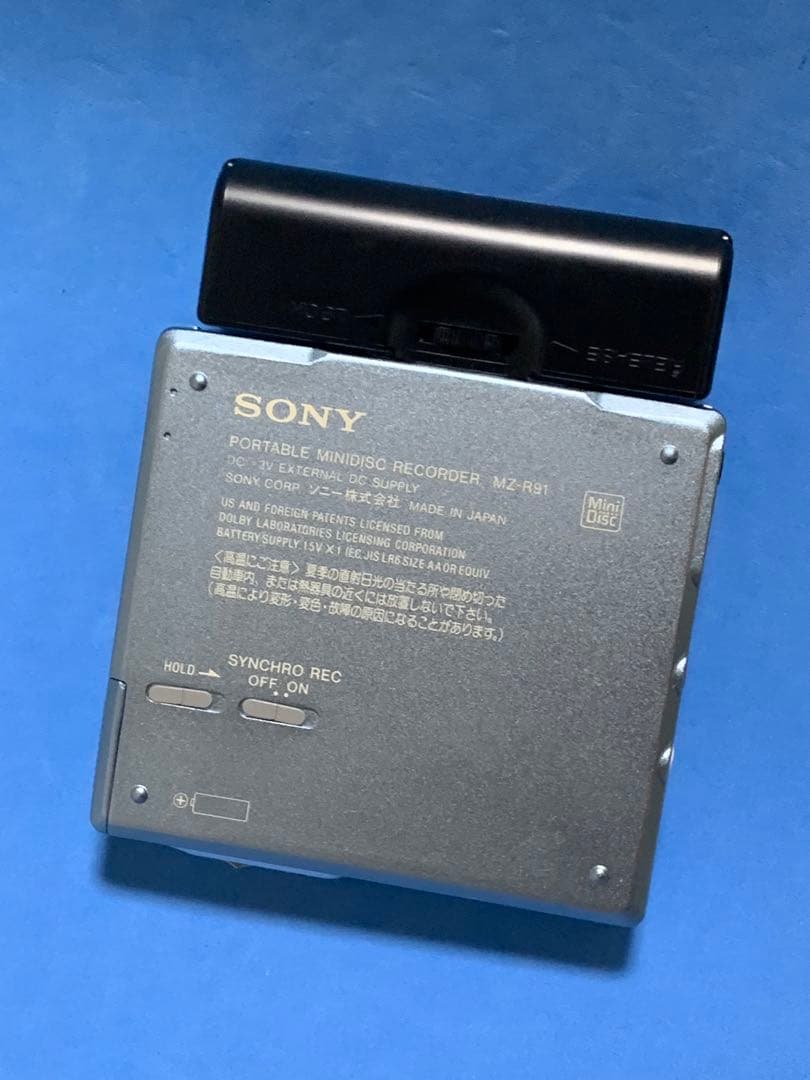 SONY
PORTABLE MINIDISC RECORDER MZ-R91
DC 3V EXTERNAL DC SUPPLY
SONY CORP. ソニー株式会社 MADE IN JAPAN
Mini
Disc
US AND FOREIGN PATENTS LICENSED FROM
DOLBY LABORATORIES LICENSING CORPORATION
BATTERY SUPPLY 1.5V X 1 IEC, JIS LR6 SIZE AA OR EQUIV.
〈高温にご注意〉夏季の直射日光の当たる所や閉め切った
自動車内、または熱器具の近くには放置しないで下さい。
(高温により変形・変色・故障の原因になることがあります。)
HOLD
SYNCHRO REC
OFF ON